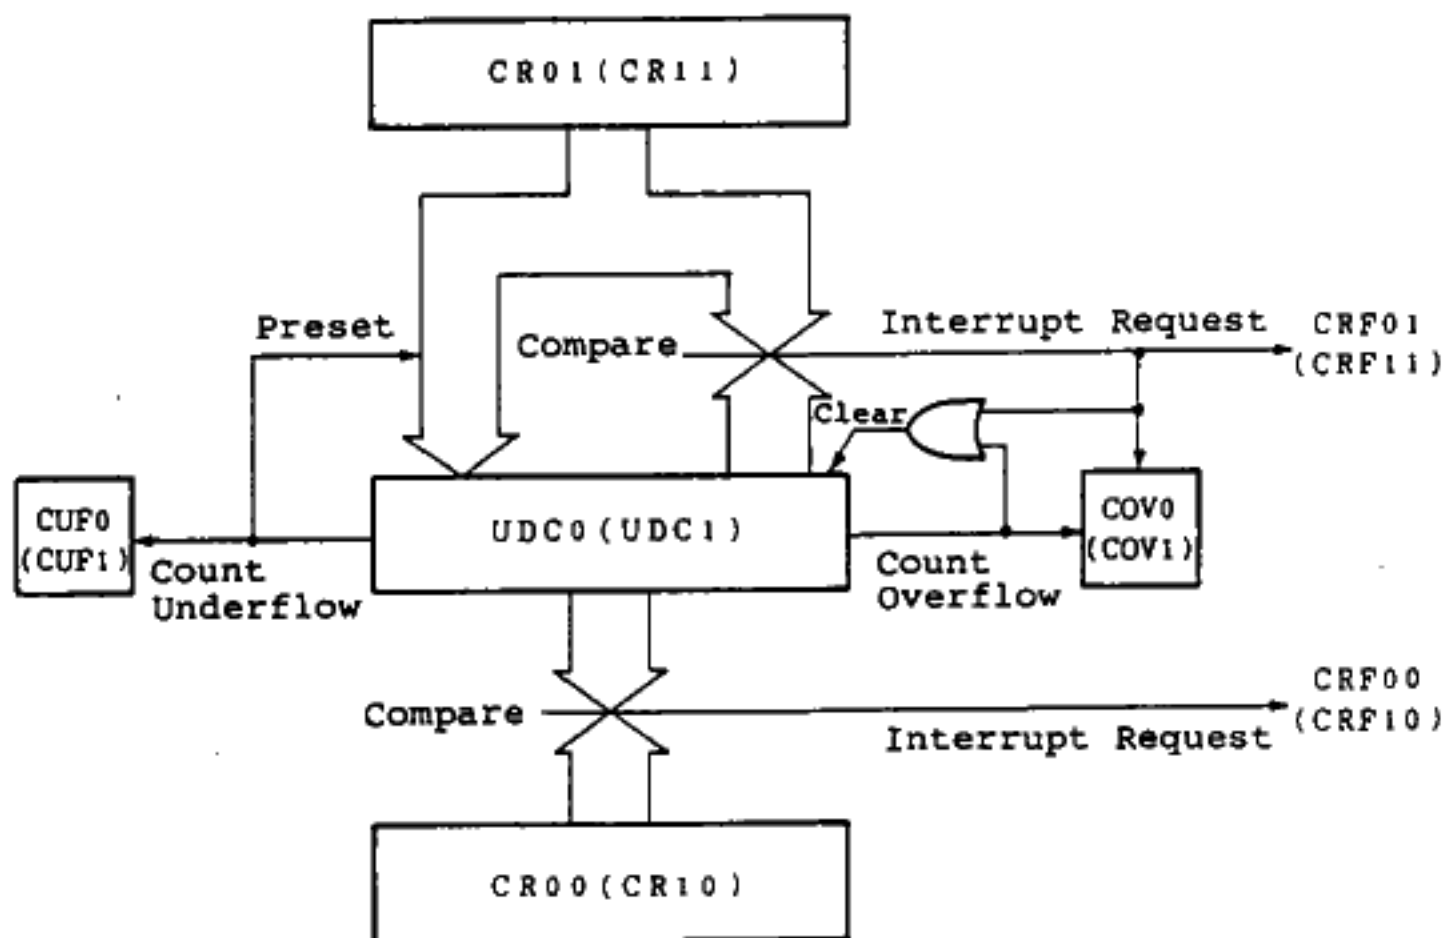 CR01(CR11)
Preset
Compare
Interrupt Request
CRF01
(CRF11)
Clear
CUF0
(CUF1)
Count
Underflow
UDC0(UDC1)
Count
Overflow
COV0
(COV1)
Compare
Interrupt Request
CRF00
(CRF10)
CR00(CR10)